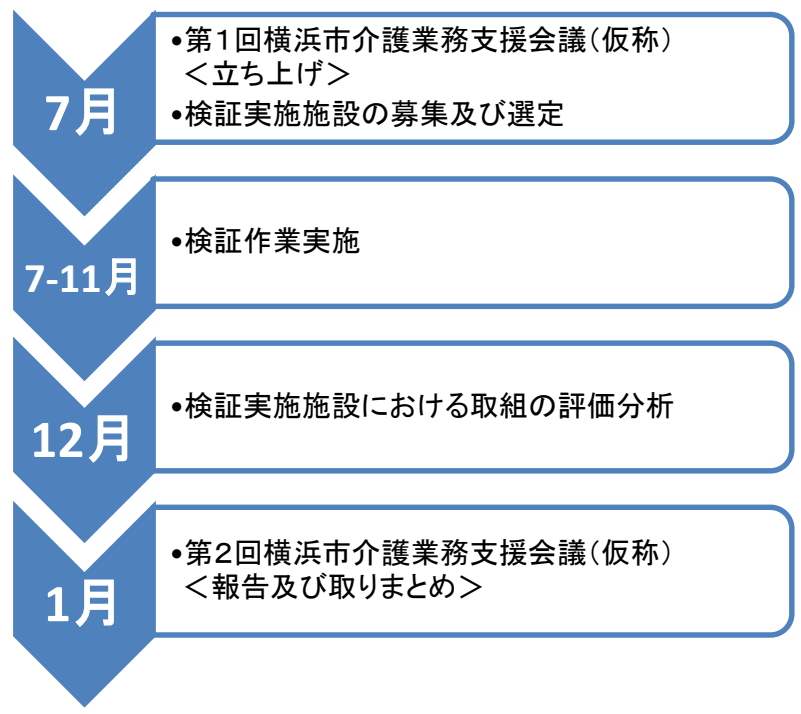 7月
•第1回横浜市介護業務支援会議(仮称)
＜立ち上げ＞
•検証実施施設の募集及び選定
7-11月
•検証作業実施
12月
•検証実施施設における取組の評価分析
1月
•第2回横浜市介護業務支援会議(仮称)
＜報告及び取りまとめ＞